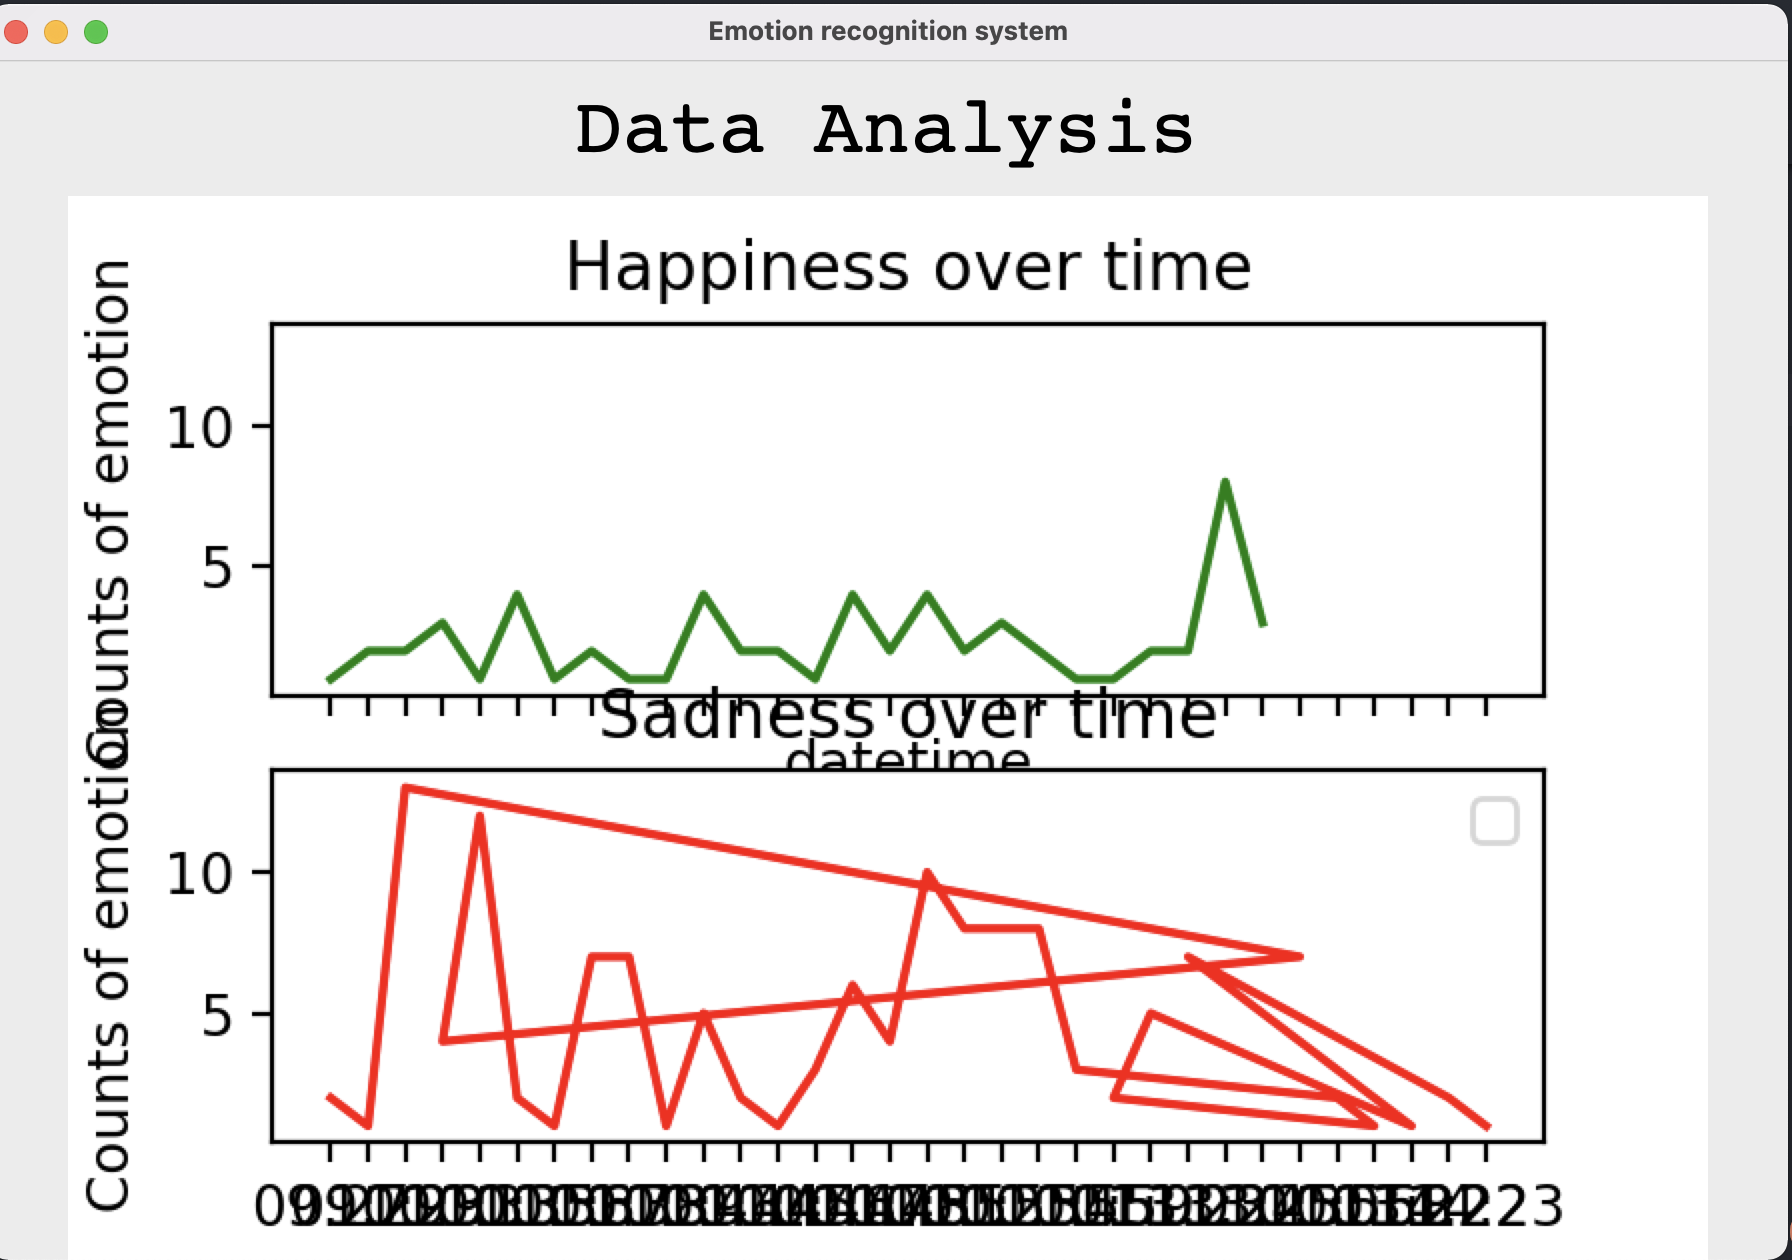 Emotion recognition system
Data Analysis
Happiness over time
Counts of emotion
10
5
Sadness over time
datetime
Counts of emotion
10
5